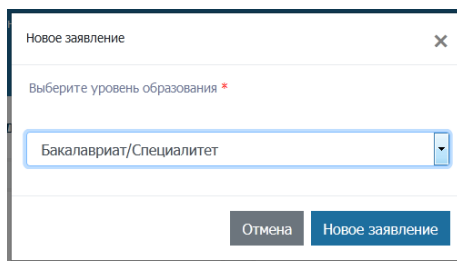 Новое заявление
×
Выберите уровень образования *
Бакалавриат/Специалитет
Отмена
Новое заявление